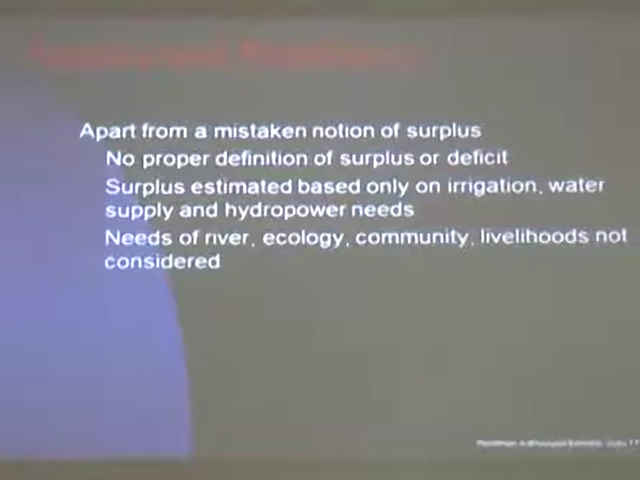 Apart from a mistaken notion of surplus
No proper definition of surplus or deficit
Surplus estimated based only on irrigation, water
supply and hydropower needs
Needs of river, ecology, community, livelihoods not
considered